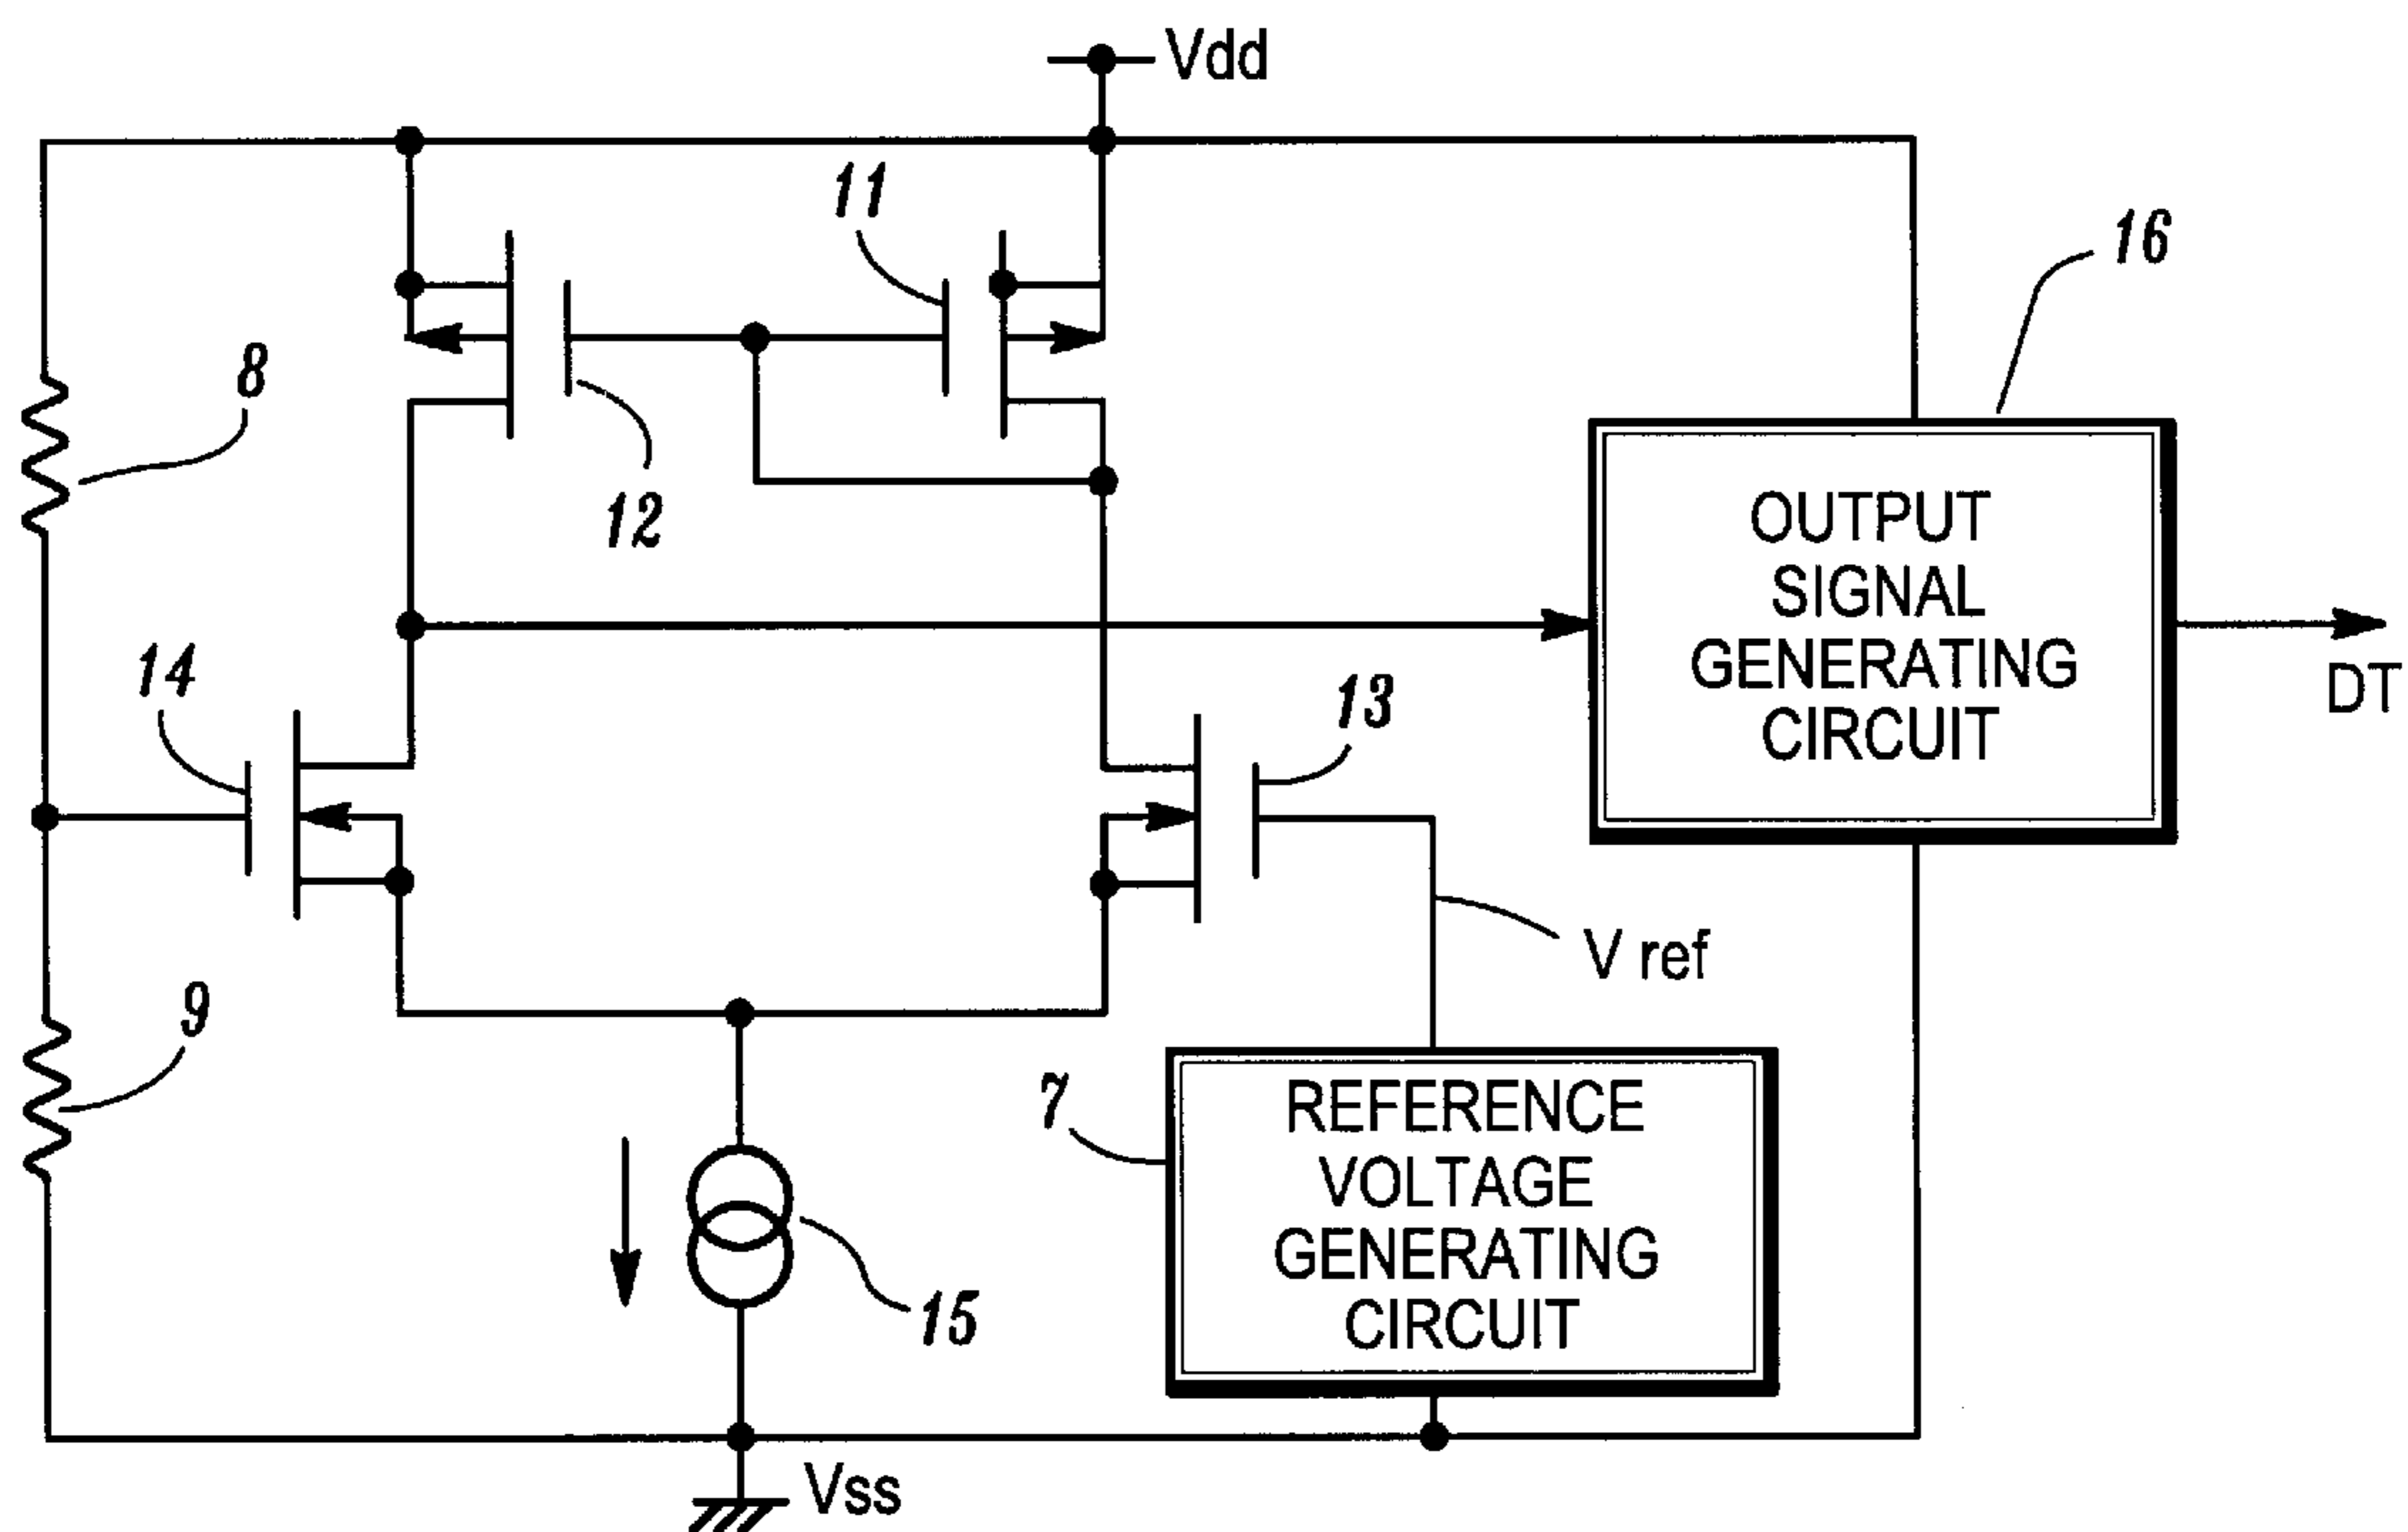 Vdd
11
16
8
12
OUTPUT
SIGNAL
GENERATING
CIRCUIT
DT
14
13
V ref
9
7
REFERENCE
VOLTAGE
GENERATING
CIRCUIT
15
Vss